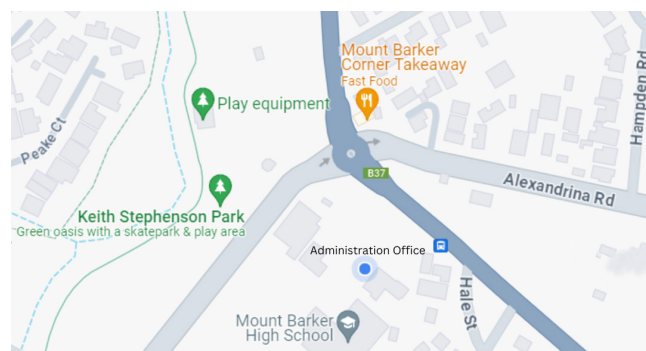 Mount Barker
Corner Takeaway
Fast Food
Play equipment
Hampden Rd
Peake Ct
B37
Alexandrina Rd
Keith Stephenson Park
Green oasis with a skatepark & play area
Administration Office
Hale St
Mount Barker
High School